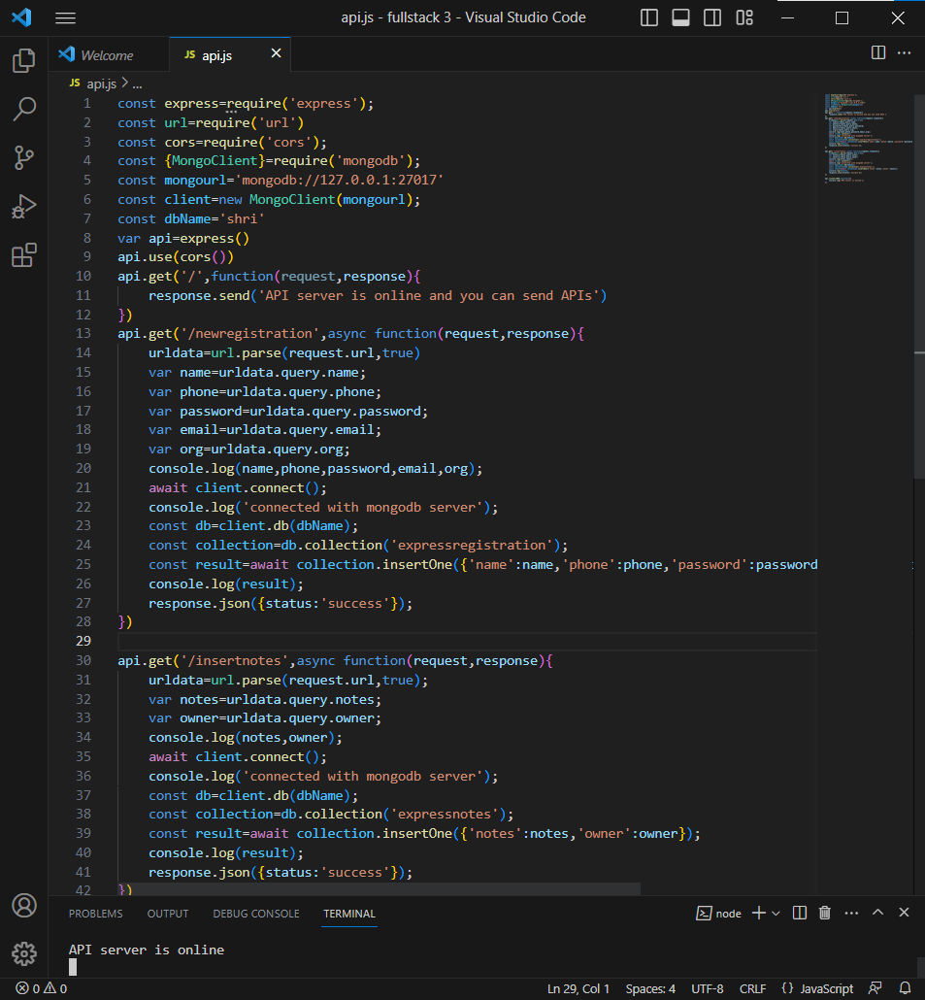 api.js - fullstack 3 - Visual Studio Code
Welcome
JS api.js
JS api.js > ...
1 const express=require('express');
2 const url=require('url')
3 const cors=require('cors');
4 const {MongoClient}=require('mongodb');
5 const mongourl='mongodb://127.0.0.1:27017'
6 const client=new MongoClient(mongourl);
7 const dbName='shri'
8 var api=express()
9 api.use(cors())
10 api.get('/',function(request,response){
11     response.send('API server is online and you can send APIs')
12 })
13 api.get('/newregistration',async function(request,response){
14     urldata=url.parse(request.url,true)
15     var name=urldata.query.name;
16     var phone=urldata.query.phone;
17     var password=urldata.query.password;
18     var email=urldata.query.email;
19     var org=urldata.query.org;
20     console.log(name,phone,password,email,org);
21     await client.connect();
22     console.log('connected with mongodb server');
23     const db=client.db(dbName);
24     const collection=db.collection('expressregistration');
25     const result=await collection.insertOne({'name':name,'phone':phone,'password':password
26     console.log(result);
27     response.json({status:'success'});
28 })
29
30 api.get('/insertnotes',async function(request,response){
31     urldata=url.parse(request.url,true);
32     var notes=urldata.query.notes;
33     var owner=urldata.query.owner;
34     console.log(notes,owner);
35     await client.connect();
36     console.log('connected with mongodb server');
37     const db=client.db(dbName);
38     const collection=db.collection('expressnotes');
39     const result=await collection.insertOne({'notes':notes,'owner':owner});
40     console.log(result);
41     response.json({status:'success'});
42 })
PROBLEMS OUTPUT DEBUG CONSOLE TERMINAL node
API server is online
0 0 Ln 29, Col 1 Spaces: 4 UTF-8 CRLF {} JavaScript